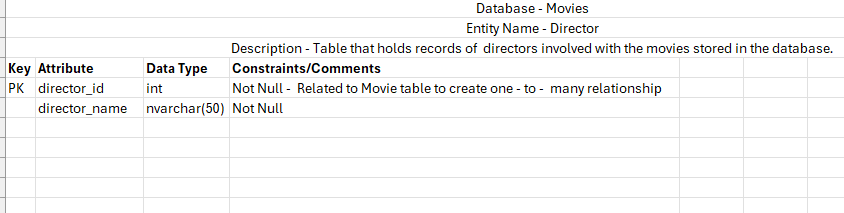 Database - Movies
Entity Name - Director
Description - Table that holds records of  directors involved with the movies stored in the database.
Key Attribute Data Type Constraints/Comments
PK director_id int Not Null -  Related to Movie table to create one - to -  many relationship
director_name nvarchar(50) Not Null